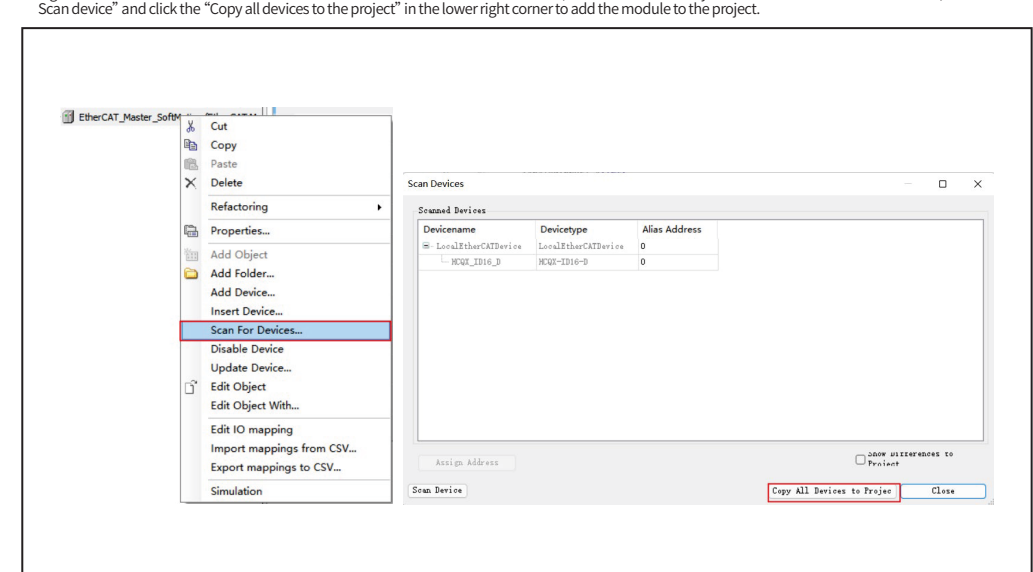 Scan device” and click the “Copy all devices to the project” in the lower right corner to add the module to the project.
EtherCAT_Master_SoftM
Cut
Copy
Paste
Delete
Refactoring
Properties...
Add Object
Add Folder...
Add Device...
Insert Device...
Scan For Devices...
Disable Device
Update Device...
Edit Object
Edit Object With...
Edit IO mapping
Import mappings from CSV...
Export mappings to CSV...
Simulation
Scan Devices
Scanned Devices
Devicename Devicetype Alias Address
LocalEtherCATDevice LocalEtherCATDevice 0
HCQX_ID16_D HCQX-ID16-D 0
Assign Address
Show Differences to
Project
Scan Device
Copy All Devices to Projec
Close